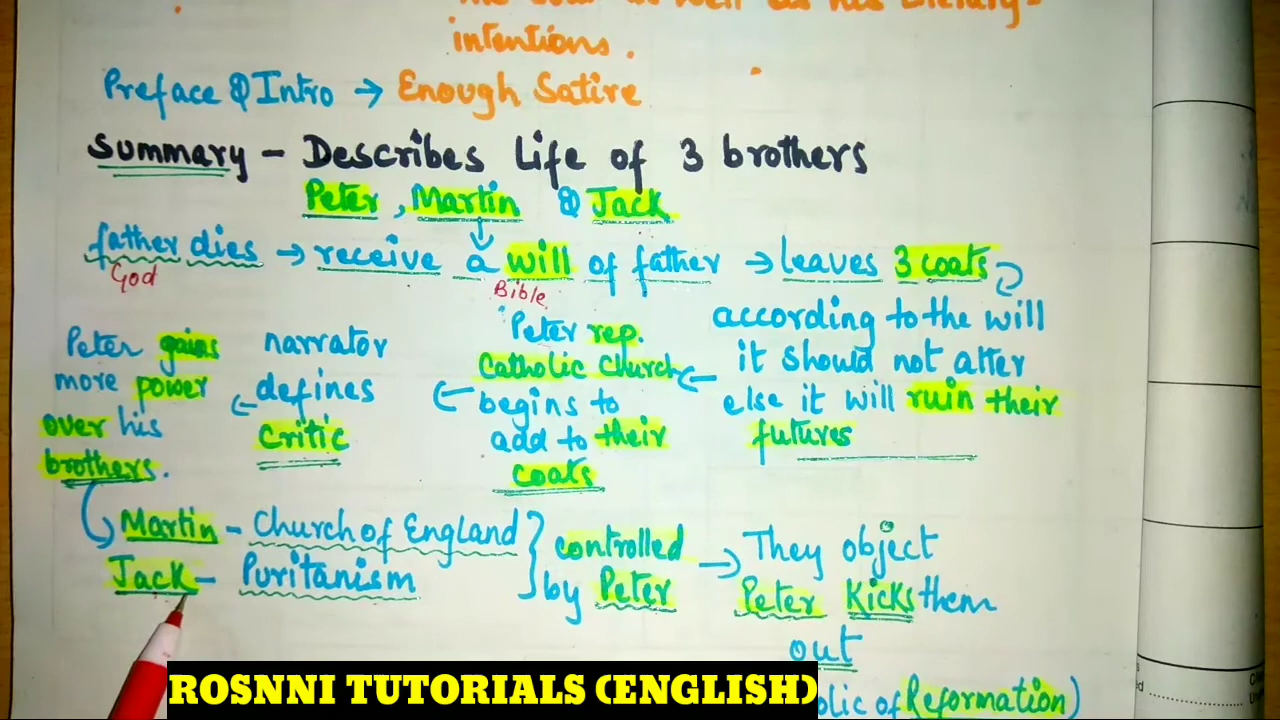 intentions.
Preface & Intro → Enough Satire
Summary - Describes life of 3 brothers
Peter, Martin & Jack
father dies → receive a will of father → leaves 3 coats
God
Bible
according to the will
it should not alter
else it will ruin their
futures
Peter rep.
Catholic Church
begins to
add to their
coats
narrator
defines
critic
Peter gains
more power
over his
brothers.
Martin - Church of England
Jack - Puritanism
controlled
by Peter
→ They object
Peter Kicks them
out
olic of Reformation)
ROSNNI TUTORIALS (ENGLISH)